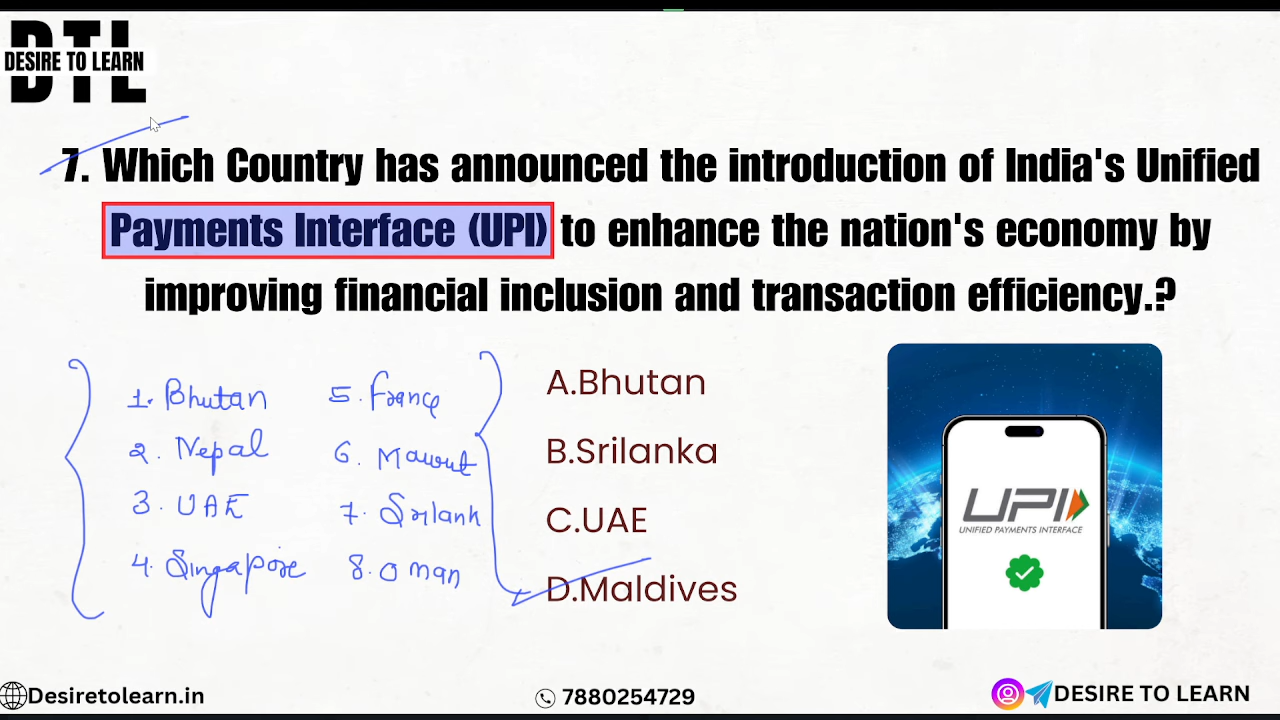 DTL
DESIRE TO LEARN
7. Which Country has announced the introduction of India's Unified
Payments Interface (UPI) to enhance the nation's economy by
improving financial inclusion and transaction efficiency.?
1. Bhutan
2. Nepal
3. UAE
4. Singapore
5. France
6.
7. Srilank
8. Oman
A.Bhutan
B.Srilanka
C.UAE
D.Maldives
UPI
UNIFIED PAYMENTS INTERFACE
Desiretolearn.in
7880254729
DESIRE TO LEARN